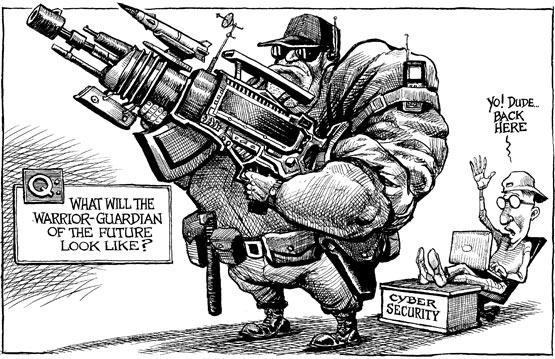 Q
WHAT WILL THE
WARRIOR-GUARDIAN
OF THE FUTURE
LOOK LIKE?
YO! DUDE...
BACK
HERE
CYBER
SECURITY